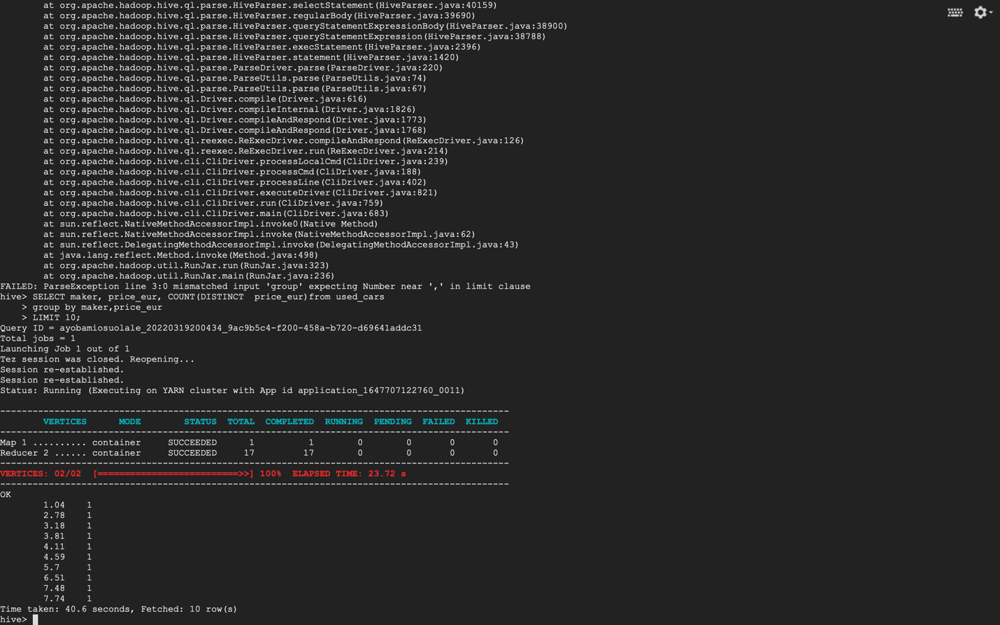 at org.apache.hadoop.hive.ql.parse.HiveParser.selectStatement(HiveParser.java:40159)
at org.apache.hadoop.hive.ql.parse.HiveParser.regularBody(HiveParser.java:39690)
at org.apache.hadoop.hive.ql.parse.HiveParser.queryStatementExpressionBody(HiveParser.java:38900)
at org.apache.hadoop.hive.ql.parse.HiveParser.queryStatementExpression(HiveParser.java:38788)
at org.apache.hadoop.hive.ql.parse.HiveParser.execStatement(HiveParser.java:2396)
at org.apache.hadoop.hive.ql.parse.HiveParser.statement(HiveParser.java:1420)
at org.apache.hadoop.hive.ql.parse.ParseDriver.parse(ParseDriver.java:220)
at org.apache.hadoop.hive.ql.parse.ParseUtils.parse(ParseUtils.java:74)
at org.apache.hadoop.hive.ql.parse.ParseUtils.parse(ParseUtils.java:67)
at org.apache.hadoop.hive.ql.Driver.compile(Driver.java:616)
at org.apache.hadoop.hive.ql.Driver.compileInternal(Driver.java:1826)
at org.apache.hadoop.hive.ql.Driver.compileAndRespond(Driver.java:1773)
at org.apache.hadoop.hive.ql.Driver.compileAndRespond(Driver.java:1768)
at org.apache.hadoop.hive.ql.reexec.ReExecDriver.compileAndRespond(ReExecDriver.java:126)
at org.apache.hadoop.hive.ql.reexec.ReExecDriver.run(ReExecDriver.java:214)
at org.apache.hadoop.hive.cli.CliDriver.processLocalCmd(CliDriver.java:239)
at org.apache.hadoop.hive.cli.CliDriver.processCmd(CliDriver.java:188)
at org.apache.hadoop.hive.cli.CliDriver.processLine(CliDriver.java:402)
at org.apache.hadoop.hive.cli.CliDriver.executeDriver(CliDriver.java:821)
at org.apache.hadoop.hive.cli.CliDriver.run(CliDriver.java:759)
at org.apache.hadoop.hive.cli.CliDriver.main(CliDriver.java:683)
at sun.reflect.NativeMethodAccessorImpl.invoke0(Native Method)
at sun.reflect.NativeMethodAccessorImpl.invoke(NativeMethodAccessorImpl.java:62)
at sun.reflect.DelegatingMethodAccessorImpl.invoke(DelegatingMethodAccessorImpl.java:43)
at java.lang.reflect.Method.invoke(Method.java:498)
at org.apache.hadoop.util.RunJar.run(RunJar.java:323)
at org.apache.hadoop.util.RunJar.main(RunJar.java:236)
FAILED: ParseException line 3:0 mismatched input 'group' expecting Number near ',' in limit clause
hive> SELECT maker, price_eur, COUNT(DISTINCT  price_eur)from used_cars
> group by maker,price_eur
> LIMIT 10;
Query ID = ayobamiosuolale_20220319200434_9ac9b5c4-f200-458a-b720-d69641addc31
Total jobs = 1
Launching Job 1 out of 1
Tez session was closed. Reopening...
Session re-established.
Session re-established.
Status: Running (Executing on YARN cluster with App id application_1647707122760_0011)
----------------------------------------------------------------------------------------------
VERTICES MODE STATUS TOTAL COMPLETED RUNNING PENDING FAILED KILLED
----------------------------------------------------------------------------------------------
Map 1 .......... container SUCCEEDED 1 1 0 0 0 0
Reducer 2 ...... container SUCCEEDED 17 17 0 0 0 0
----------------------------------------------------------------------------------------------
VERTICES: 02/02 [==========================>>] 100% ELAPSED TIME: 23.72 s
----------------------------------------------------------------------------------------------
OK
1.04 1
2.78 1
3.18 1
3.81 1
4.11 1
4.59 1
5.7 1
6.51 1
7.48 1
7.74 1
Time taken: 40.6 seconds, Fetched: 10 row(s)
hive>